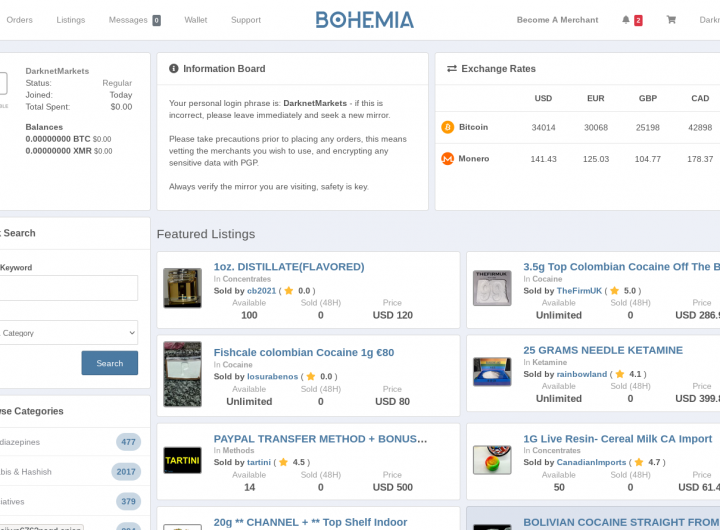 Orders Listings Messages 0 Wallet Support BOHEMIA Become A Merchant 2
DarknetMarkets
Status: Regular
Joined: Today
Total Spent: $0.00
Balances
0.00000000 BTC $0.00
0.00000000 XMR $0.00
Information Board
Your personal login phrase is: DarknetMarkets - if this is
incorrect, please leave immediately and seek a new mirror.
Please take precautions prior to placing any orders, this means
vetting the merchants you wish to use, and encrypting any
sensitive data with PGP.
Always verify the mirror you are visiting, safety is key.
Exchange Rates
USD EUR GBP CAD
Bitcoin 34014 30068 25198 42898
Monero 141.43 125.03 104.77 178.37
Search
Keyword
Category
Search
Categories
477
& Hashish 2017
379
Featured Listings
1oz. DISTILLATE(FLAVORED)
In Concentrates
Sold by cb2021 ( 0.0 )
Available Sold (48H) Price
100 0 USD 120
Fishcale colombian Cocaine 1g €80
In Cocaine
Sold by losurabenos ( 0.0 )
Available Sold (48H) Price
Unlimited 0 USD 80
TARTINI
PAYPAL TRANSFER METHOD + BONUS...
In Methods
Sold by tartini ( 4.5 )
Available Sold (48H) Price
14 0 USD 500
20g ** CHANNEL + ** Top Shelf Indoor
THEFIRMUK
3.5g Top Colombian Cocaine Off The B
In Cocaine
Sold by TheFirmUK ( 5.0 )
Available Sold (48H) Price
Unlimited 0 USD 286.9
25 GRAMS NEEDLE KETAMINE
In Ketamine
Sold by rainbowland ( 4.1 )
Available Sold (48H) Price
Unlimited 0 USD 399.8
1G Live Resin- Cereal Milk CA Import
In Concentrates
Sold by CanadianImports ( 4.7 )
Available Sold (48H) Price
50 0 USD 61.4
BOLIVIAN COCAINE STRAIGHT FROM